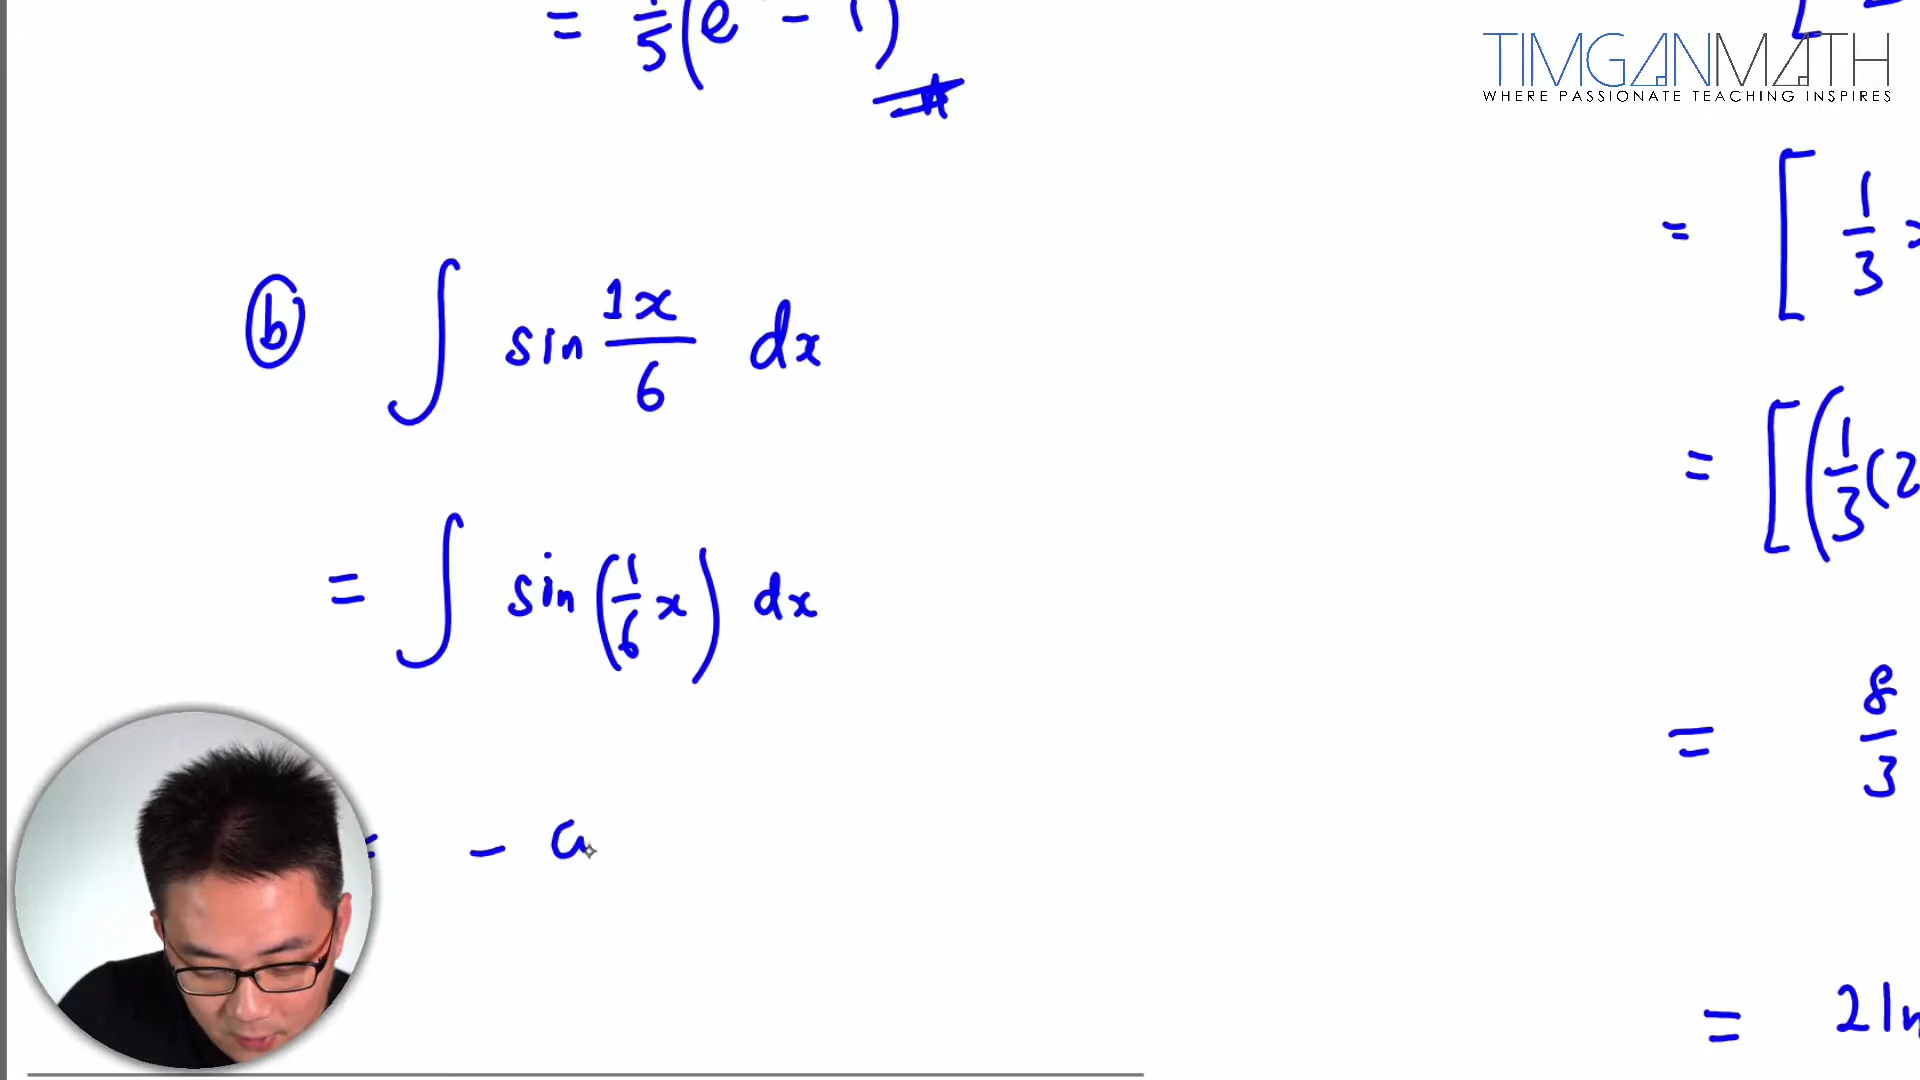 = 1/5(e - 1)
TIMGANMATH
WHERE PASSIONATE TEACHING INSPIRES
ⓑ ∫ sin 1x/6 dx
= ∫ sin(1/6 x) dx
= -
= [ 1/3
= [(1/3(2
= 8/3
= 2ln